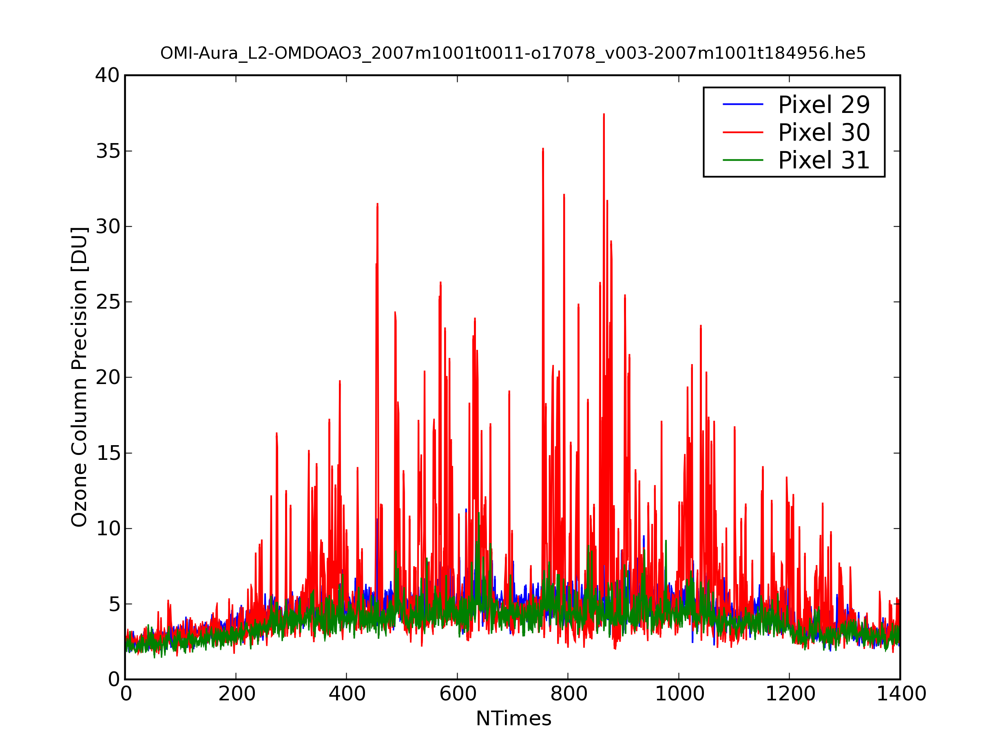 OMI-Aura_L2-OMDOAO3_2007m1001t0011-o17078_v003-2007m1001t184956.he5
40
35
30
25
20
15
10
5
0
Ozone Column Precision [DU]
Pixel 29
Pixel 30
Pixel 31
0 200 400 600 800 1000 1200 1400
NTimes